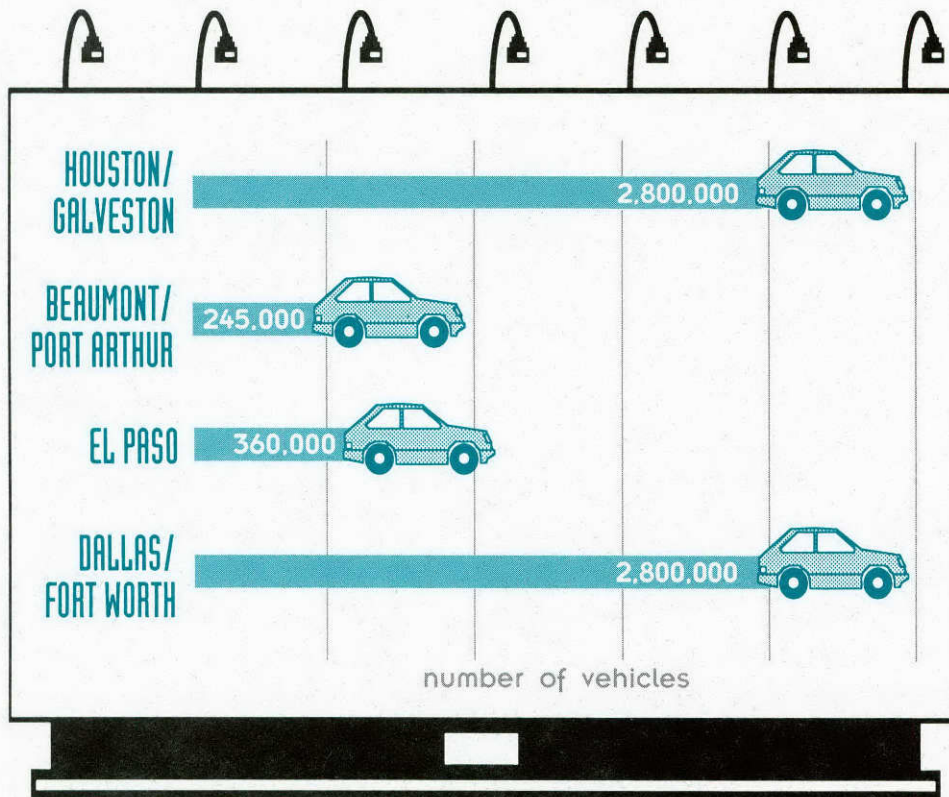 HOUSTON/
GALVESTON
2,800,000
BEAUMONT/
PORT ARTHUR
245,000
EL PASO
360,000
DALLAS/
FORT WORTH
2,800,000
number of vehicles